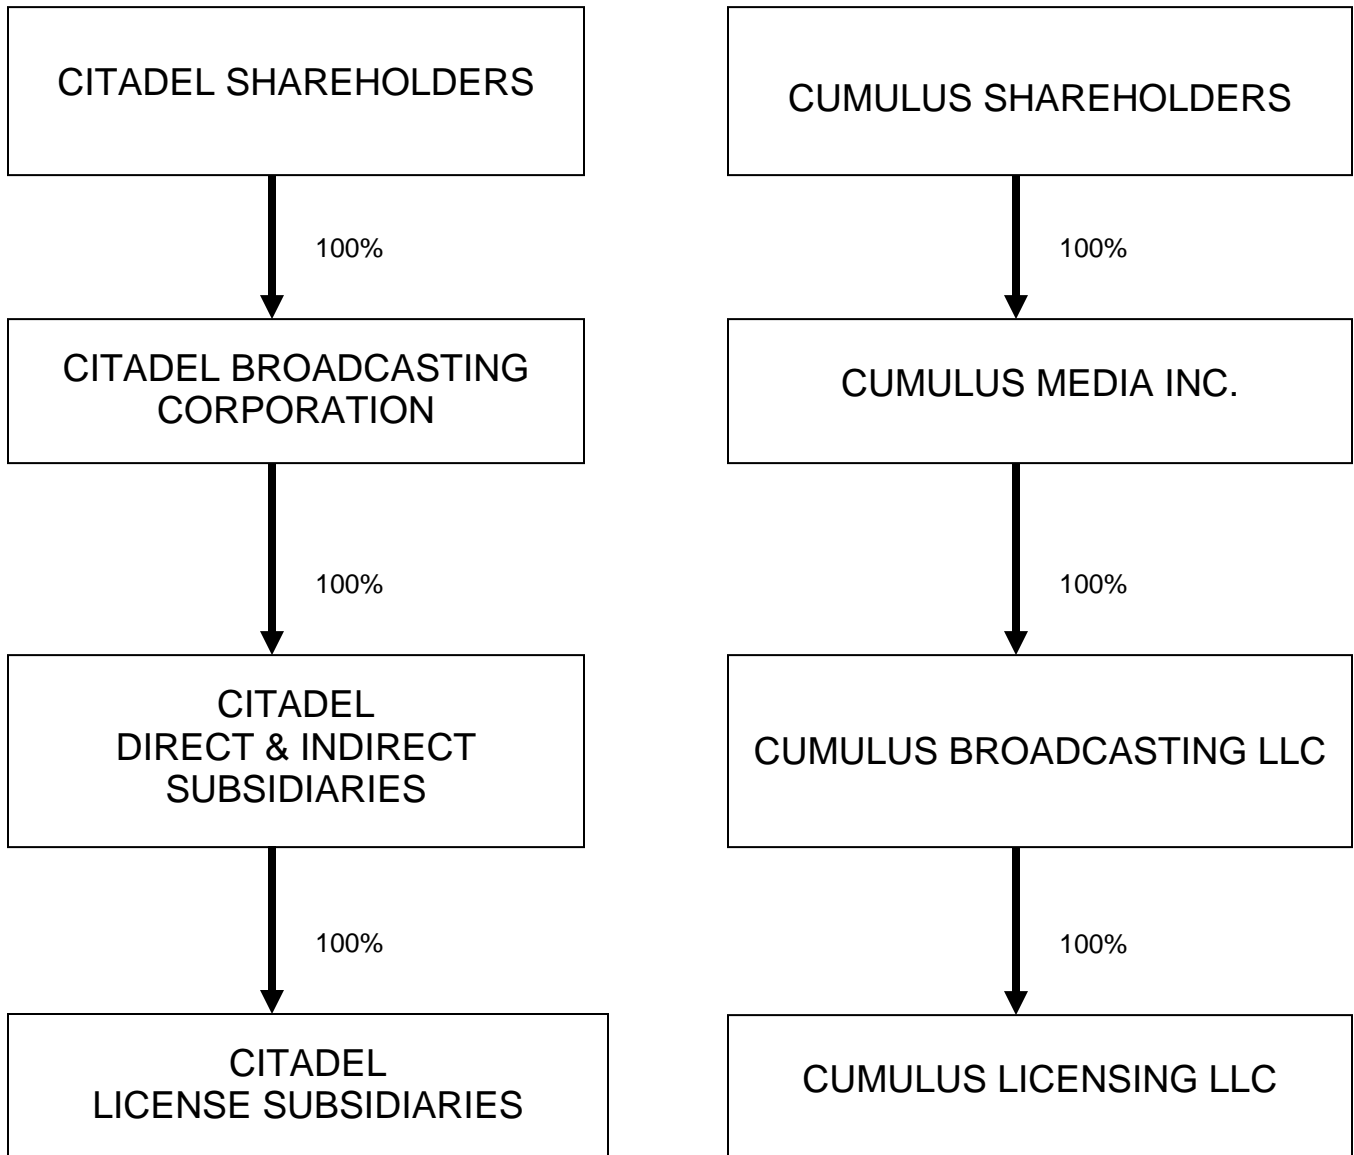 CITADEL SHAREHOLDERS
100%
CITADEL BROADCASTING
CORPORATION
100%
CITADEL
DIRECT & INDIRECT
SUBSIDIARIES
100%
CITADEL
LICENSE SUBSIDIARIES
CUMULUS SHAREHOLDERS
100%
CUMULUS MEDIA INC.
100%
CUMULUS BROADCASTING LLC
100%
CUMULUS LICENSING LLC